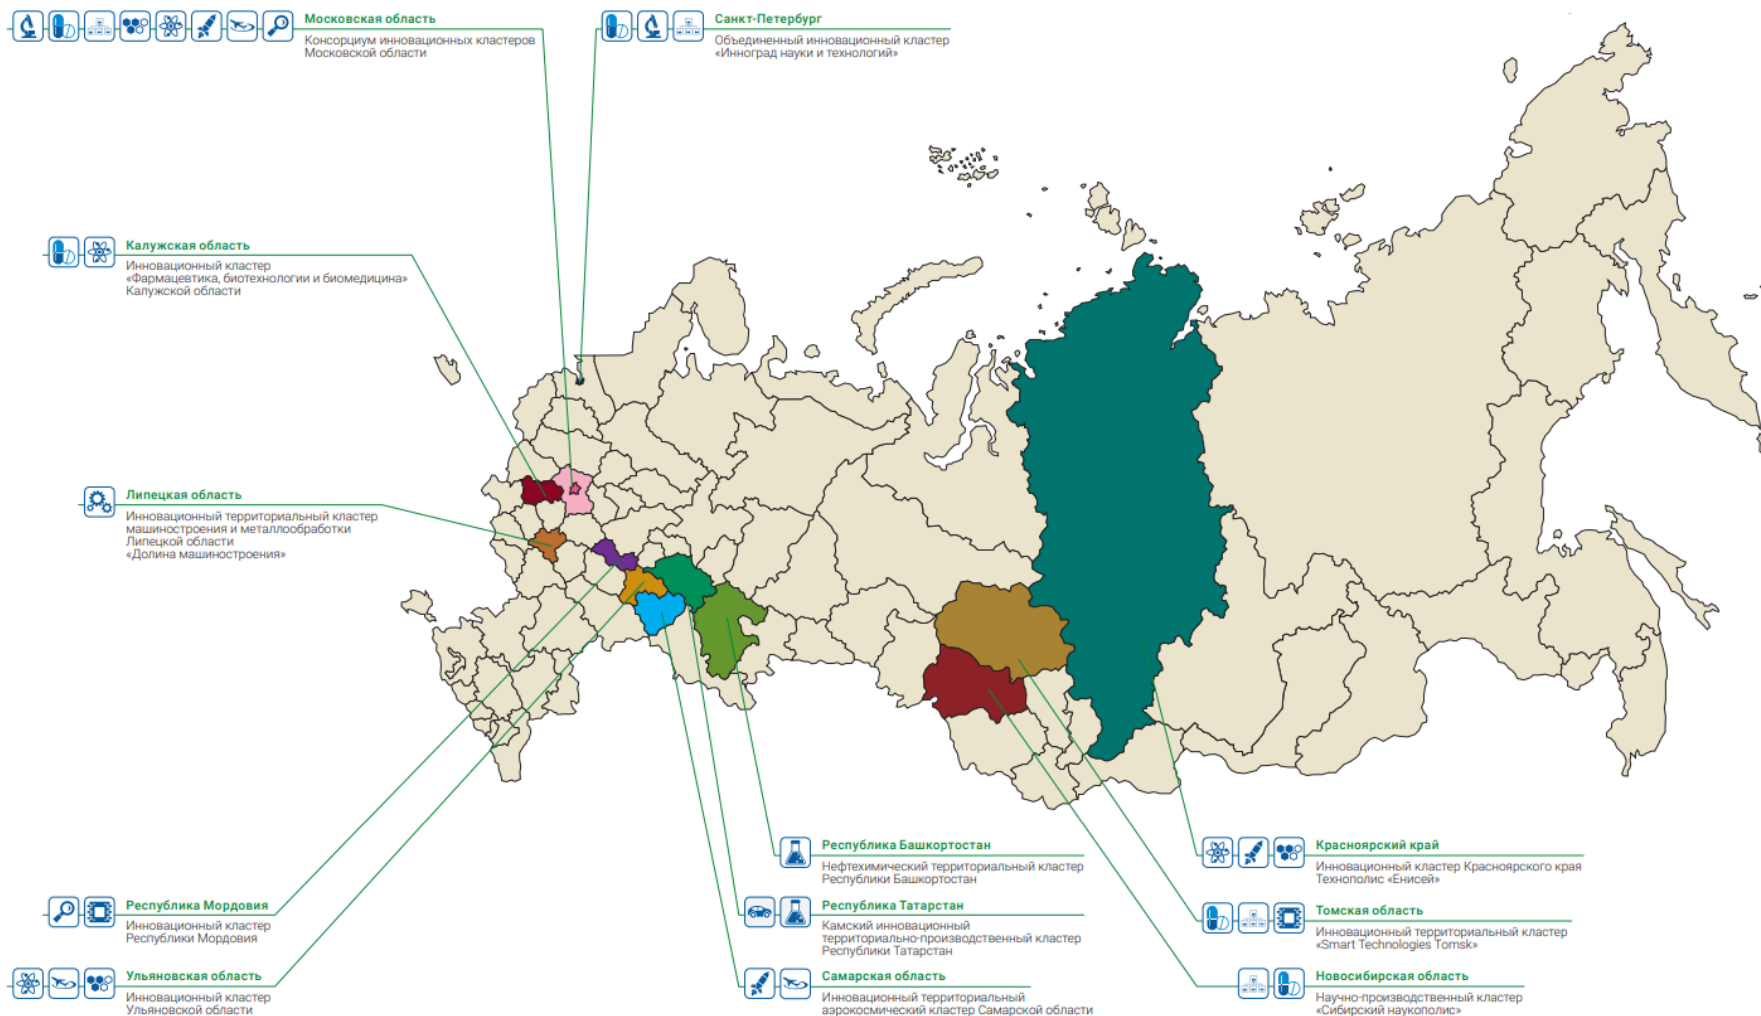 Московская область
Консорциум инновационных кластеров
Московской области
Санкт-Петербург
Объединенный инновационный кластер
«Инноград науки и технологий»
Калужская область
Инновационный кластер
«Фармацевтика, биотехнологии и биомедицина»
Калужской области
Липецкая область
Инновационный территориальный кластер
машиностроения и металлообработки
Липецкой области
«Долина машиностроения»
Республика Мордовия
Инновационный кластер
Республики Мордовия
Ульяновская область
Инновационный кластер
Ульяновской области
Республика Башкортостан
Нефтехимический территориальный кластер
Республики Башкортостан
Республика Татарстан
Камский инновационный
территориально-производственный кластер
Республики Татарстан
Самарская область
Инновационный территориальный
аэрокосмический кластер Самарской области
Красноярский край
Инновационный кластер Красноярского края
Технополис «Енисей»
Томская область
Инновационный территориальный кластер
«Smart Technologies Tomsk»
Новосибирская область
Научно-производственный кластер
«Сибирский наукополис»